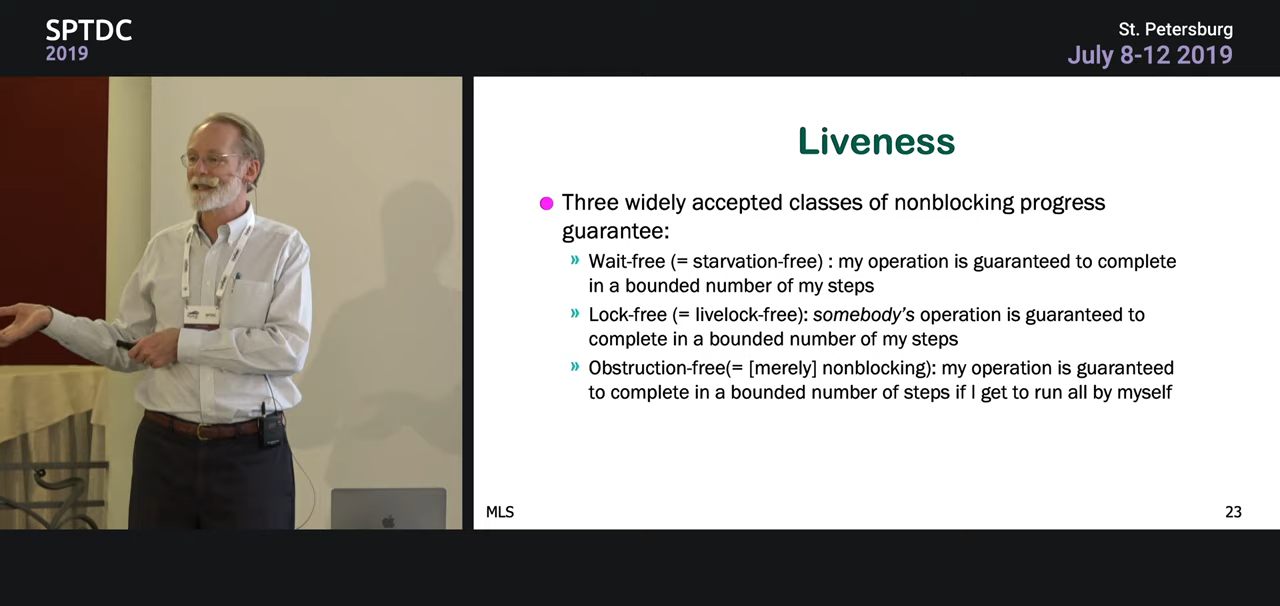 SPTDC
2019
St. Petersburg
July 8-12 2019
Liveness
Three widely accepted classes of nonblocking progress
guarantee:
» Wait-free (= starvation-free) : my operation is guaranteed to complete
in a bounded number of my steps
» Lock-free (= livelock-free): somebody's operation is guaranteed to
complete in a bounded number of my steps
» Obstruction-free(= [merely] nonblocking): my operation is guaranteed
to complete in a bounded number of steps if I get to run all by myself
MLS
23